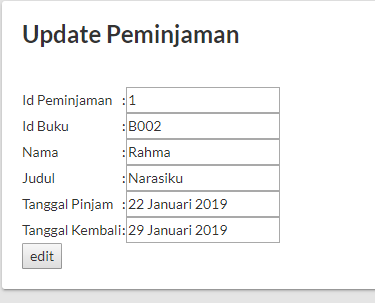 Update Peminjaman
Id Peminjaman :1
Id Buku :B002
Nama :Rahma
Judul :Narasiku
Tanggal Pinjam :22 Januari 2019
Tanggal Kembali:29 Januari 2019
edit